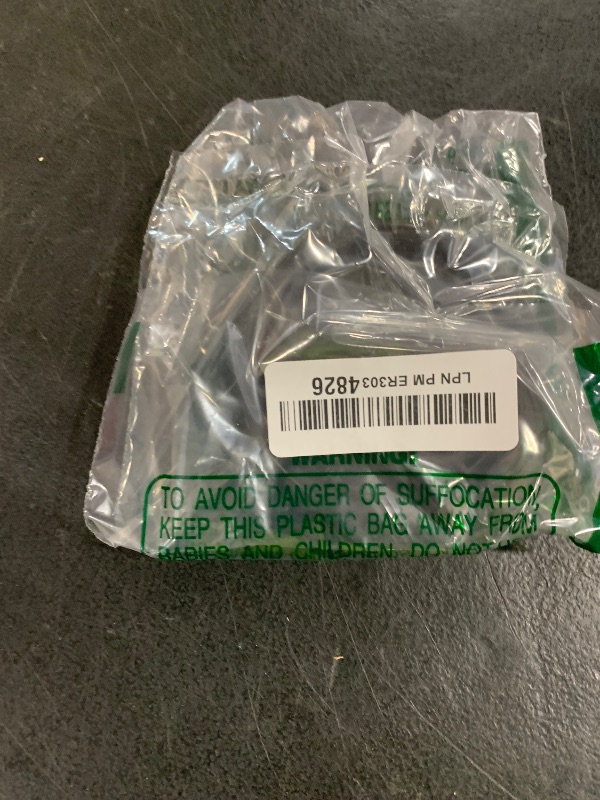 LPN PM ER3034826
WARNING!
TO AVOID DANGER OF SUFFOCATION,
KEEP THIS PLASTIC BAG AWAY FROM
BABIES AND CHILDREN. DO NOT